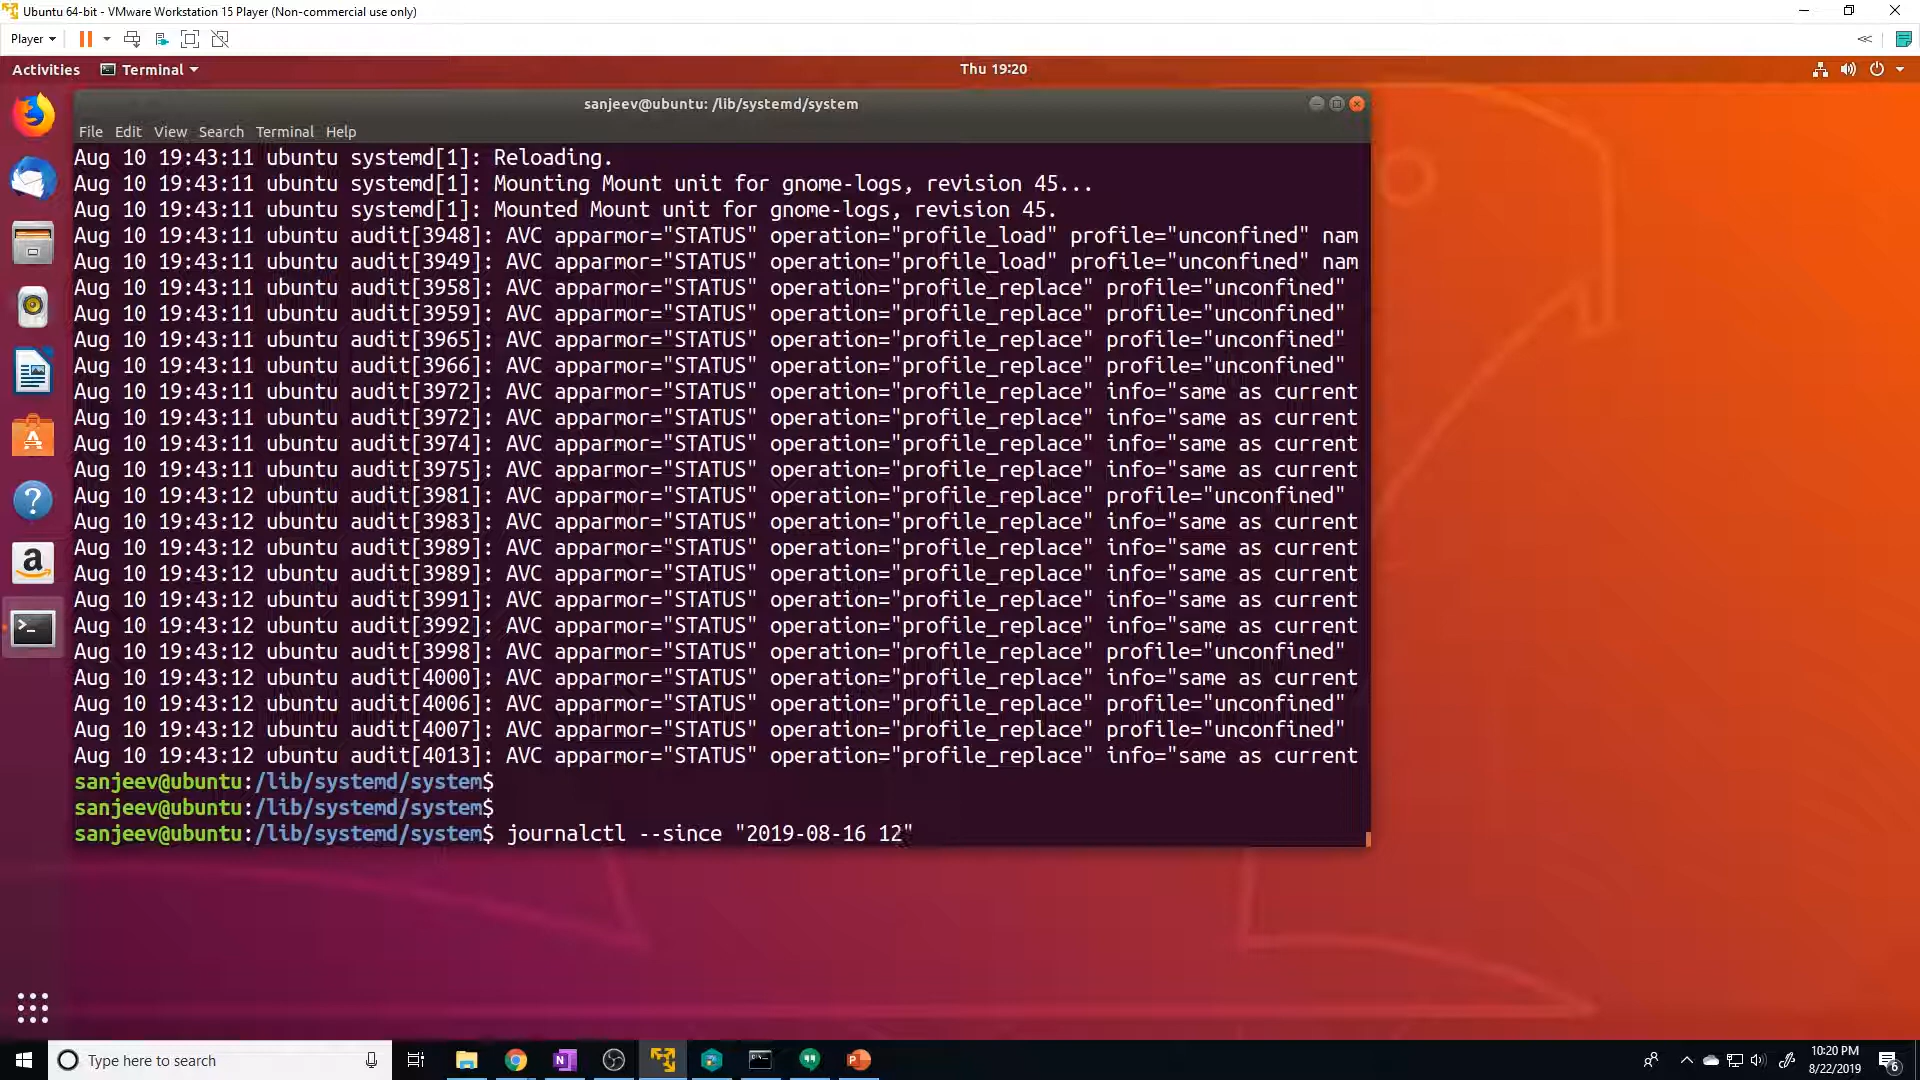 Ubuntu 64-bit - VMware Workstation 15 Player (Non-commercial use only)
Player
Activities
Terminal
Thu 19:20
sanjeev@ubuntu: /lib/systemd/system
File Edit View Search Terminal Help
Aug 10 19:43:11 ubuntu systemd[1]: Reloading.
Aug 10 19:43:11 ubuntu systemd[1]: Mounting Mount unit for gnome-logs, revision 45...
Aug 10 19:43:11 ubuntu systemd[1]: Mounted Mount unit for gnome-logs, revision 45.
Aug 10 19:43:11 ubuntu audit[3948]: AVC apparmor="STATUS" operation="profile_load" profile="unconfined" nam
Aug 10 19:43:11 ubuntu audit[3949]: AVC apparmor="STATUS" operation="profile_load" profile="unconfined" nam
Aug 10 19:43:11 ubuntu audit[3958]: AVC apparmor="STATUS" operation="profile_replace" profile="unconfined"
Aug 10 19:43:11 ubuntu audit[3959]: AVC apparmor="STATUS" operation="profile_replace" profile="unconfined"
Aug 10 19:43:11 ubuntu audit[3965]: AVC apparmor="STATUS" operation="profile_replace" profile="unconfined"
Aug 10 19:43:11 ubuntu audit[3966]: AVC apparmor="STATUS" operation="profile_replace" profile="unconfined"
Aug 10 19:43:11 ubuntu audit[3972]: AVC apparmor="STATUS" operation="profile_replace" info="same as current
Aug 10 19:43:11 ubuntu audit[3972]: AVC apparmor="STATUS" operation="profile_replace" info="same as current
Aug 10 19:43:11 ubuntu audit[3974]: AVC apparmor="STATUS" operation="profile_replace" info="same as current
Aug 10 19:43:11 ubuntu audit[3975]: AVC apparmor="STATUS" operation="profile_replace" info="same as current
Aug 10 19:43:12 ubuntu audit[3981]: AVC apparmor="STATUS" operation="profile_replace" profile="unconfined"
Aug 10 19:43:12 ubuntu audit[3983]: AVC apparmor="STATUS" operation="profile_replace" info="same as current
Aug 10 19:43:12 ubuntu audit[3989]: AVC apparmor="STATUS" operation="profile_replace" info="same as current
Aug 10 19:43:12 ubuntu audit[3989]: AVC apparmor="STATUS" operation="profile_replace" info="same as current
Aug 10 19:43:12 ubuntu audit[3991]: AVC apparmor="STATUS" operation="profile_replace" info="same as current
Aug 10 19:43:12 ubuntu audit[3992]: AVC apparmor="STATUS" operation="profile_replace" info="same as current
Aug 10 19:43:12 ubuntu audit[3998]: AVC apparmor="STATUS" operation="profile_replace" profile="unconfined"
Aug 10 19:43:12 ubuntu audit[4000]: AVC apparmor="STATUS" operation="profile_replace" info="same as current
Aug 10 19:43:12 ubuntu audit[4006]: AVC apparmor="STATUS" operation="profile_replace" profile="unconfined"
Aug 10 19:43:12 ubuntu audit[4007]: AVC apparmor="STATUS" operation="profile_replace" profile="unconfined"
Aug 10 19:43:12 ubuntu audit[4013]: AVC apparmor="STATUS" operation="profile_replace" info="same as current
sanjeev@ubuntu:/lib/systemd/system$
sanjeev@ubuntu:/lib/systemd/system$
sanjeev@ubuntu:/lib/systemd/system$ journalctl --since "2019-08-16 12"
Type here to search
10:20 PM
8/22/2019
6